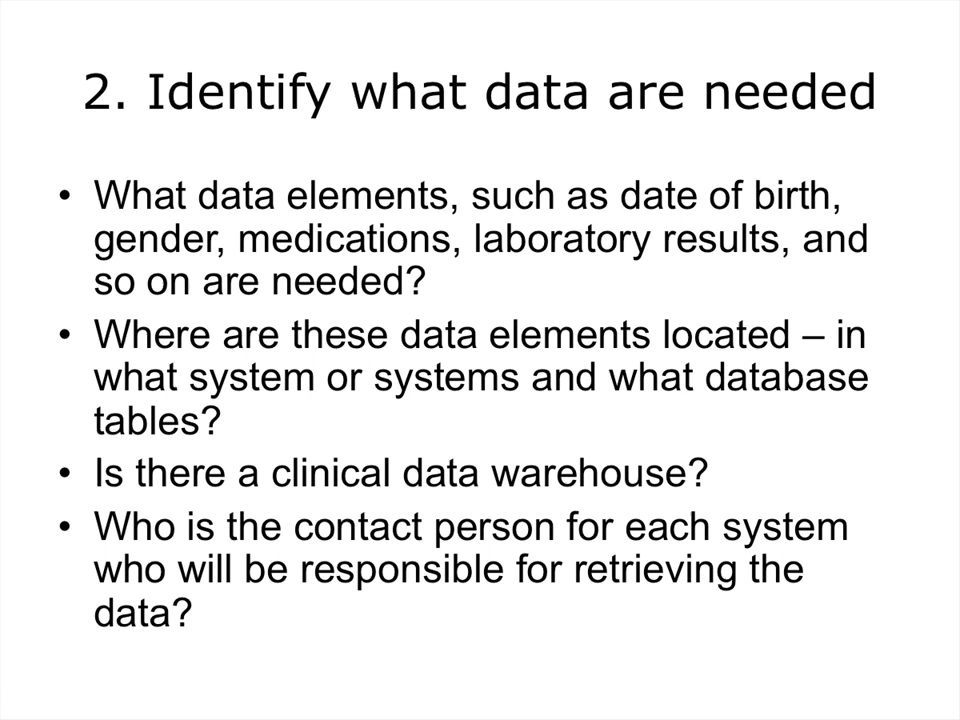 2. Identify what data are needed
• What data elements, such as date of birth,
gender, medications, laboratory results, and
so on are needed?
• Where are these data elements located – in
what system or systems and what database
tables?
• Is there a clinical data warehouse?
• Who is the contact person for each system
who will be responsible for retrieving the
data?